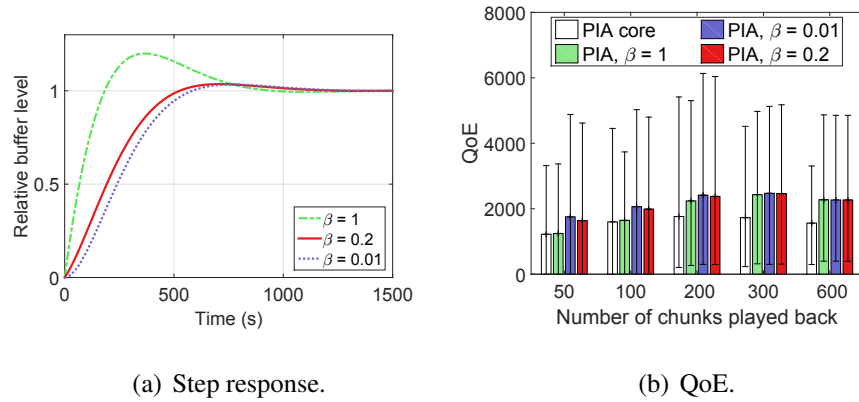 Relative buffer level
1
0.5
0
0
500
1000
1500
Time (s)
β = 1
β = 0.2
β = 0.01
(a) Step response.
QoE
8000
6000
4000
2000
0
PIA core
PIA, β = 0.01
PIA, β = 1
PIA, β = 0.2
50
100
200
300
600
Number of chunks played back
(b) QoE.